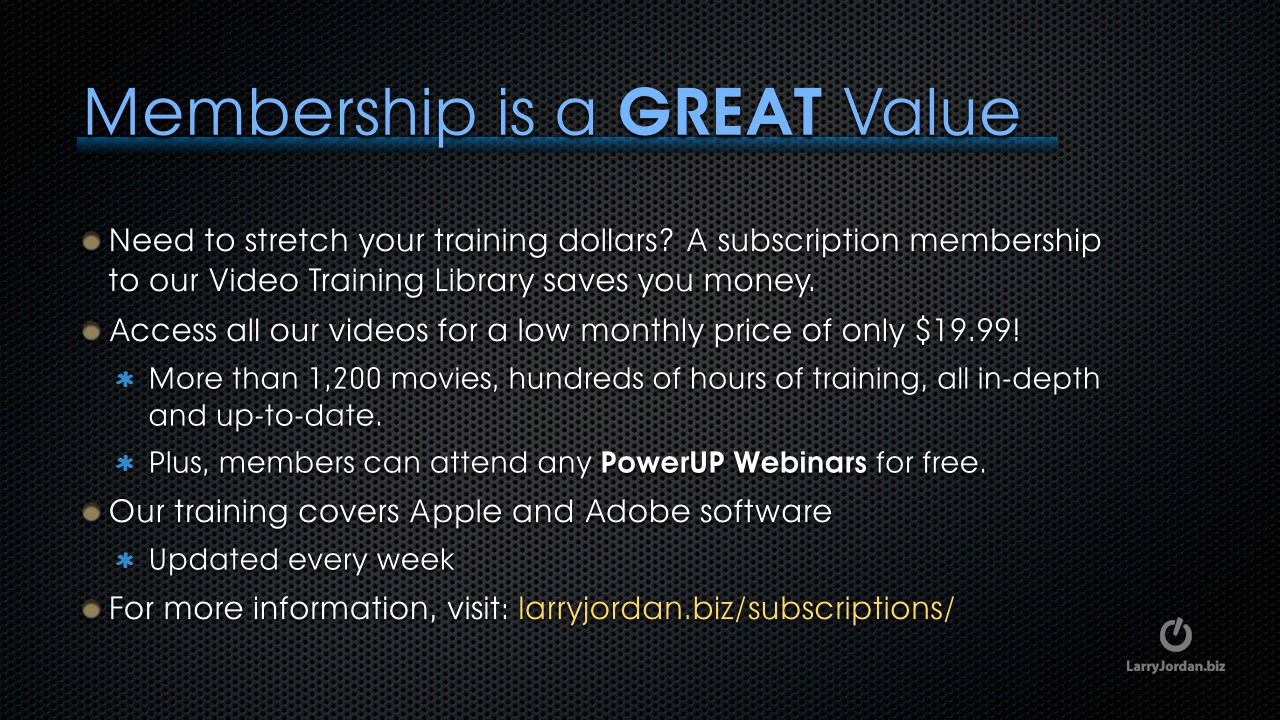 Membership is a GREAT Value
Need to stretch your training dollars? A subscription membership
to our Video Training Library saves you money.
Access all our videos for a low monthly price of only $19.99!
More than 1,200 movies, hundreds of hours of training, all in-depth
and up-to-date.
Plus, members can attend any PowerUP Webinars for free.
Our training covers Apple and Adobe software
Updated every week
For more information, visit: larryjordan.biz/subscriptions/
LarryJordan.biz